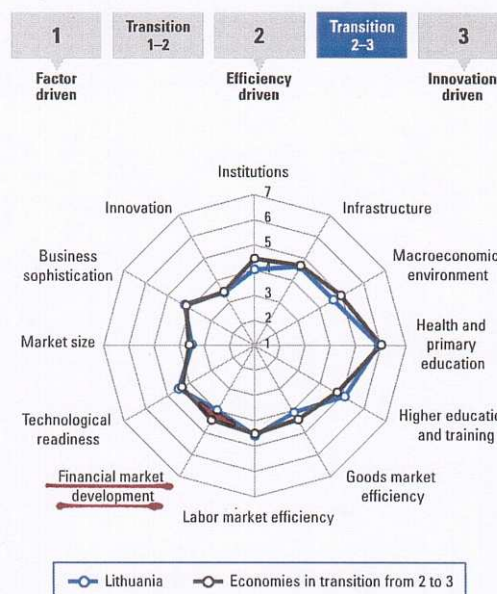 1
Transition
1–2
2
Transition
2–3
3
Factor
driven
Efficiency
driven
Innovation
driven
Institutions
7
6
5
3
2
1
Infrastructure
Macroeconomic
environment
Health and
primary
education
Higher educatio
and training
Goods market
efficiency
Labor market efficiency
Financial market
development
Technological
readiness
Market size
Business
sophistication
Innovation
Lithuania
Economies in transition from 2 to 3